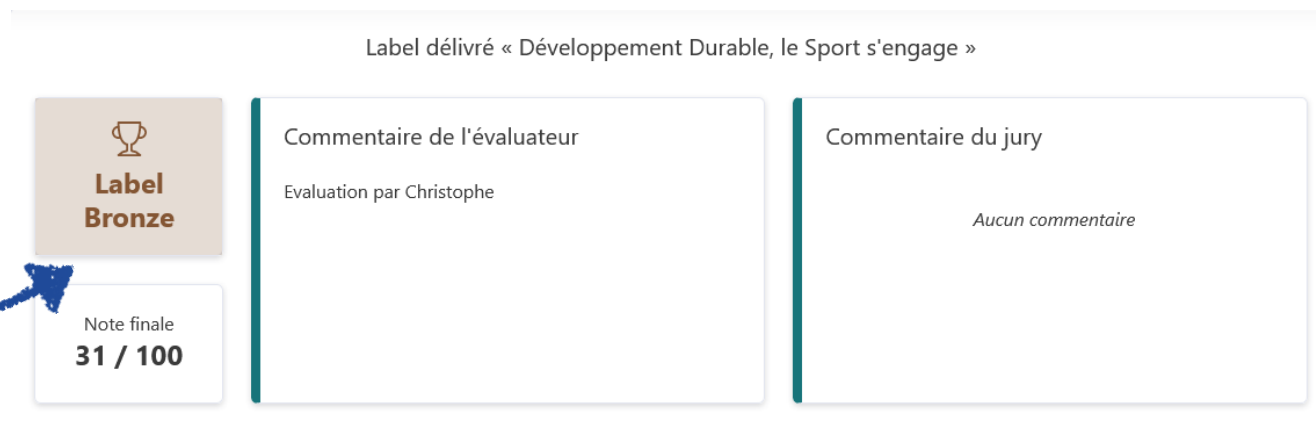 Label délivré « Développement Durable, le Sport s'engage »
Label
Bronze
Note finale
31 / 100
Commentaire de l'évaluateur
Evaluation par Christophe
Commentaire du jury
Aucun commentaire